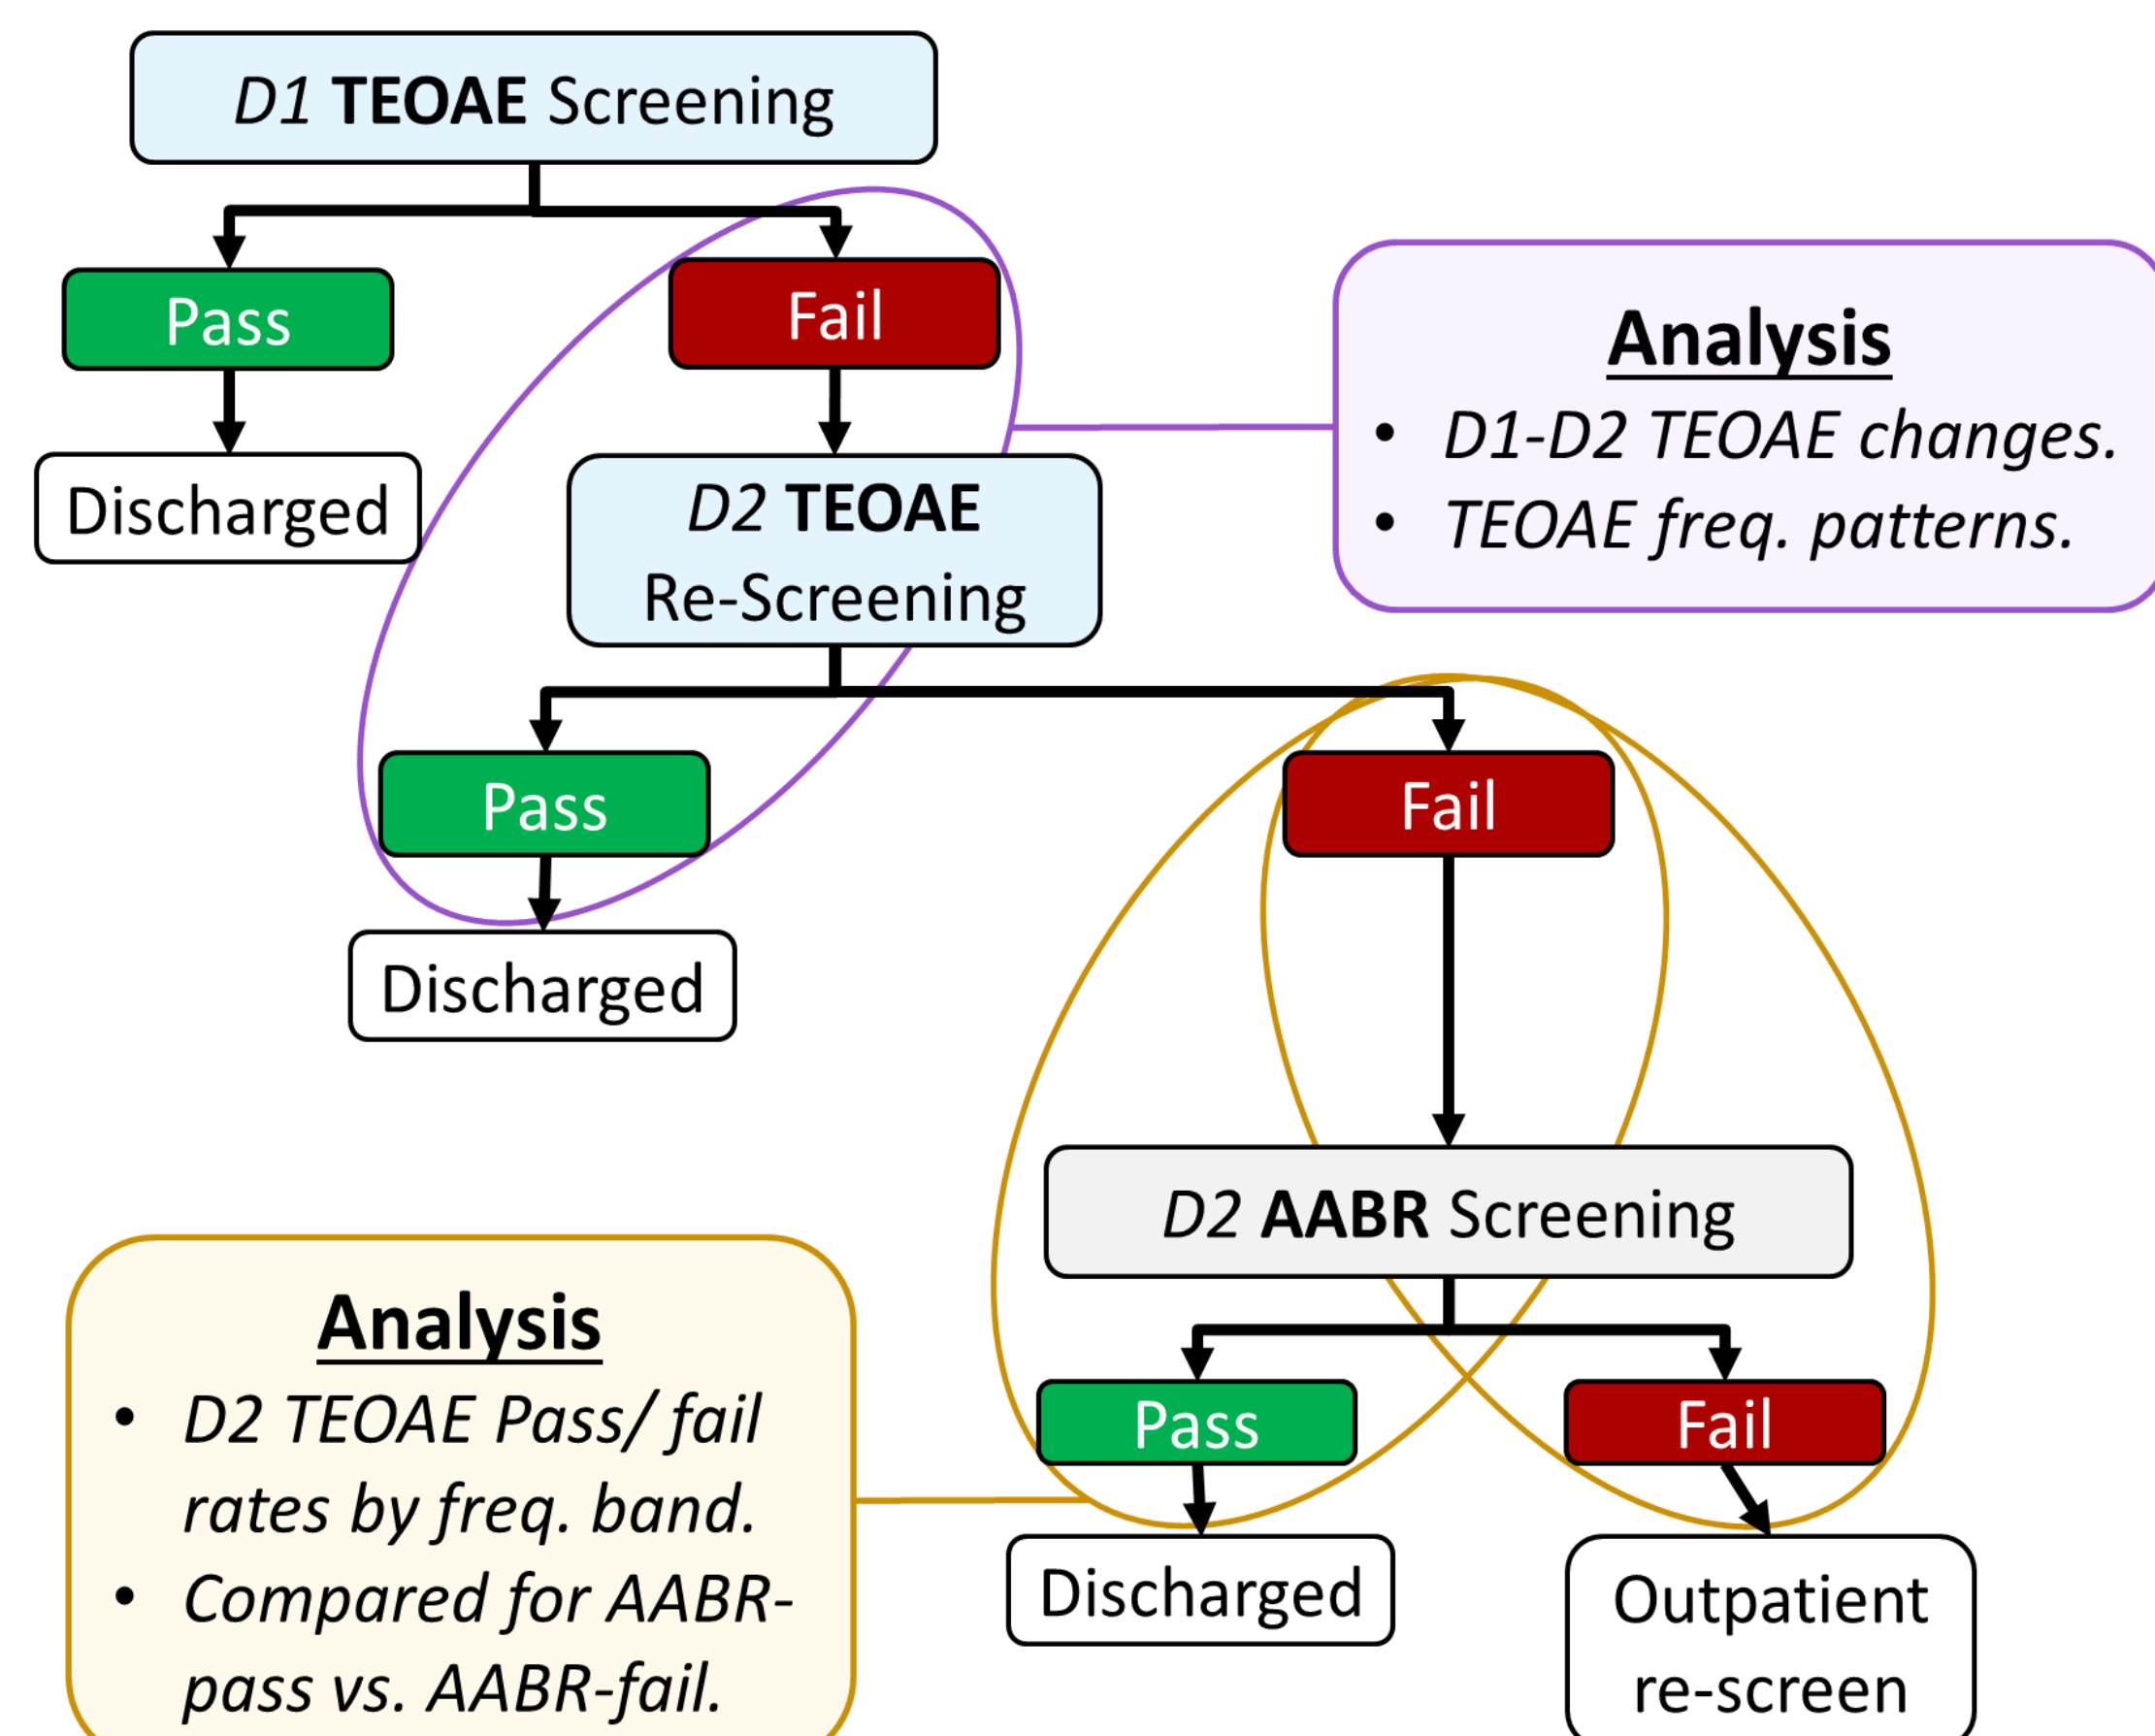 D1 TEOAE Screening
Pass
Fail
Discharged
Analysis
• D1-D2 TEOAE changes.
• TEOAE freq. patterns.
D2 TEOAE
Re-Screening
Pass
Fail
Discharged
D2 AABR Screening
Analysis
• D2 TEOAE Pass/fail
rates by freq. band.
• Compared for AABR-
pass vs. AABR-fail.
Pass
Fail
Discharged
Outpatient
re-screen